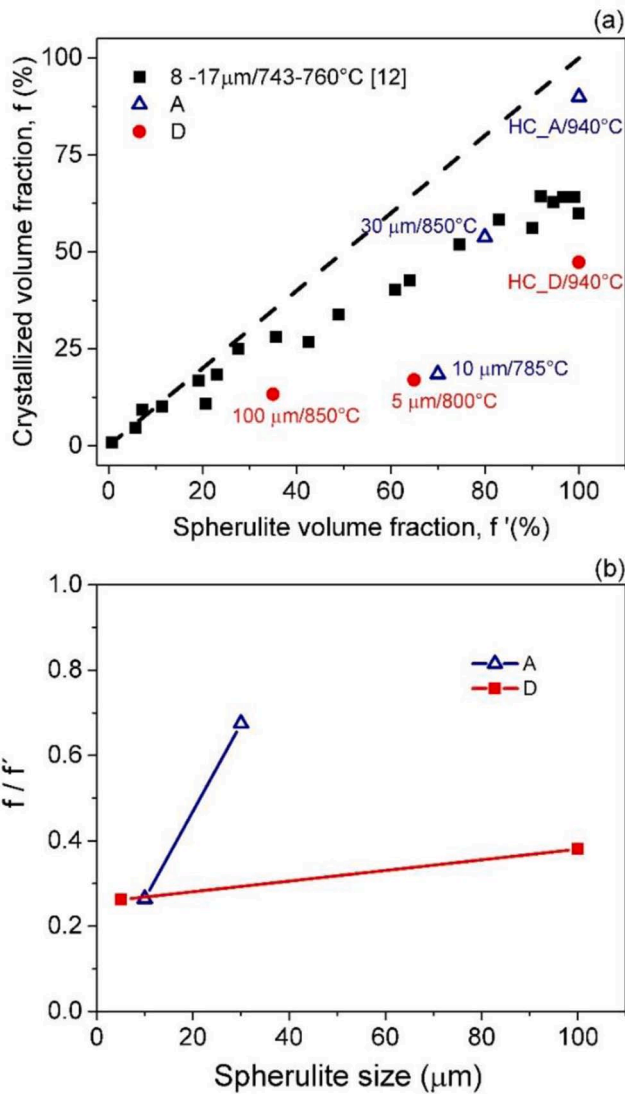 (a)
100
75
50
25
0
Crystallized volume fraction, f (%)
8 -17μm/743-760°C [12]
A
D
HC_A/940°C
30 μm/850°C
HC_D/940°C
10 μm/785°C
5 μm/800°C
100 μm/850°C
0 20 40 60 80 100
Spherulite volume fraction, f '(%)
(b)
1.0
0.8
0.6
0.4
0.2
0.0
f / f´
A
D
0 20 40 60 80 100
Spherulite size (μm)